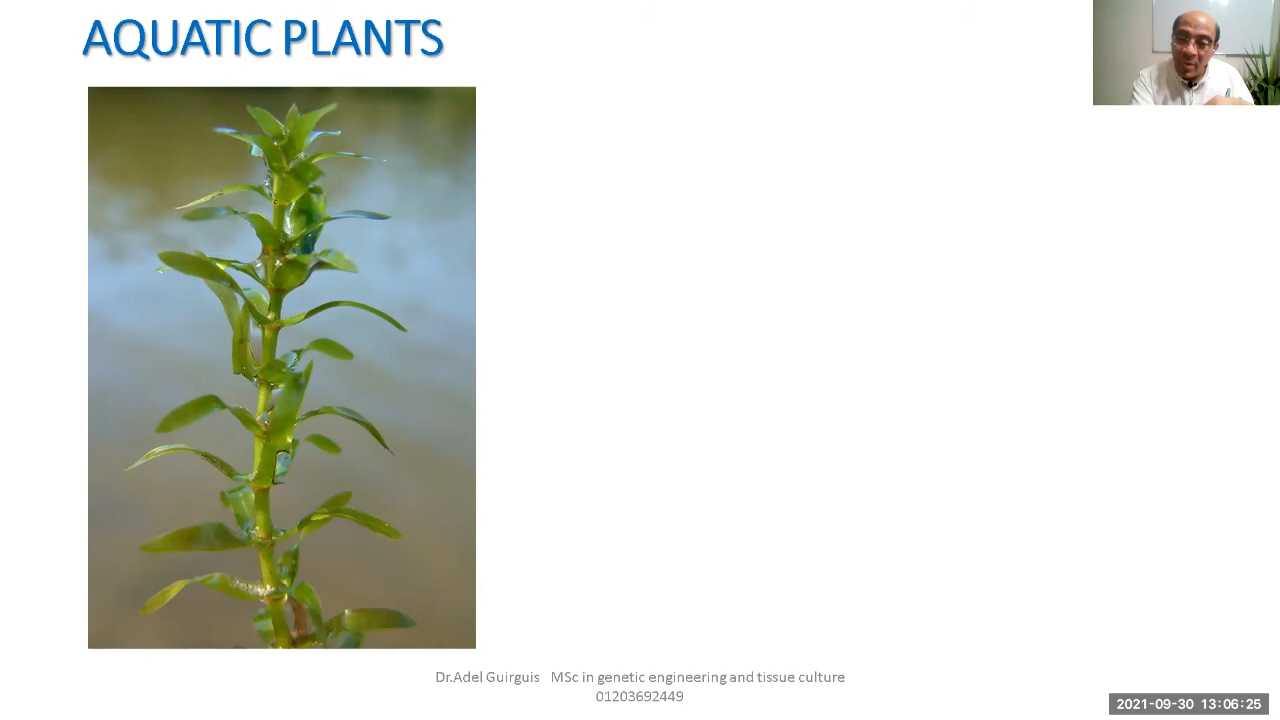 AQUATIC PLANTS
Dr.Adel Guirguis MSc in genetic engineering and tissue culture
01203692449
2021-09-30 13:06:25